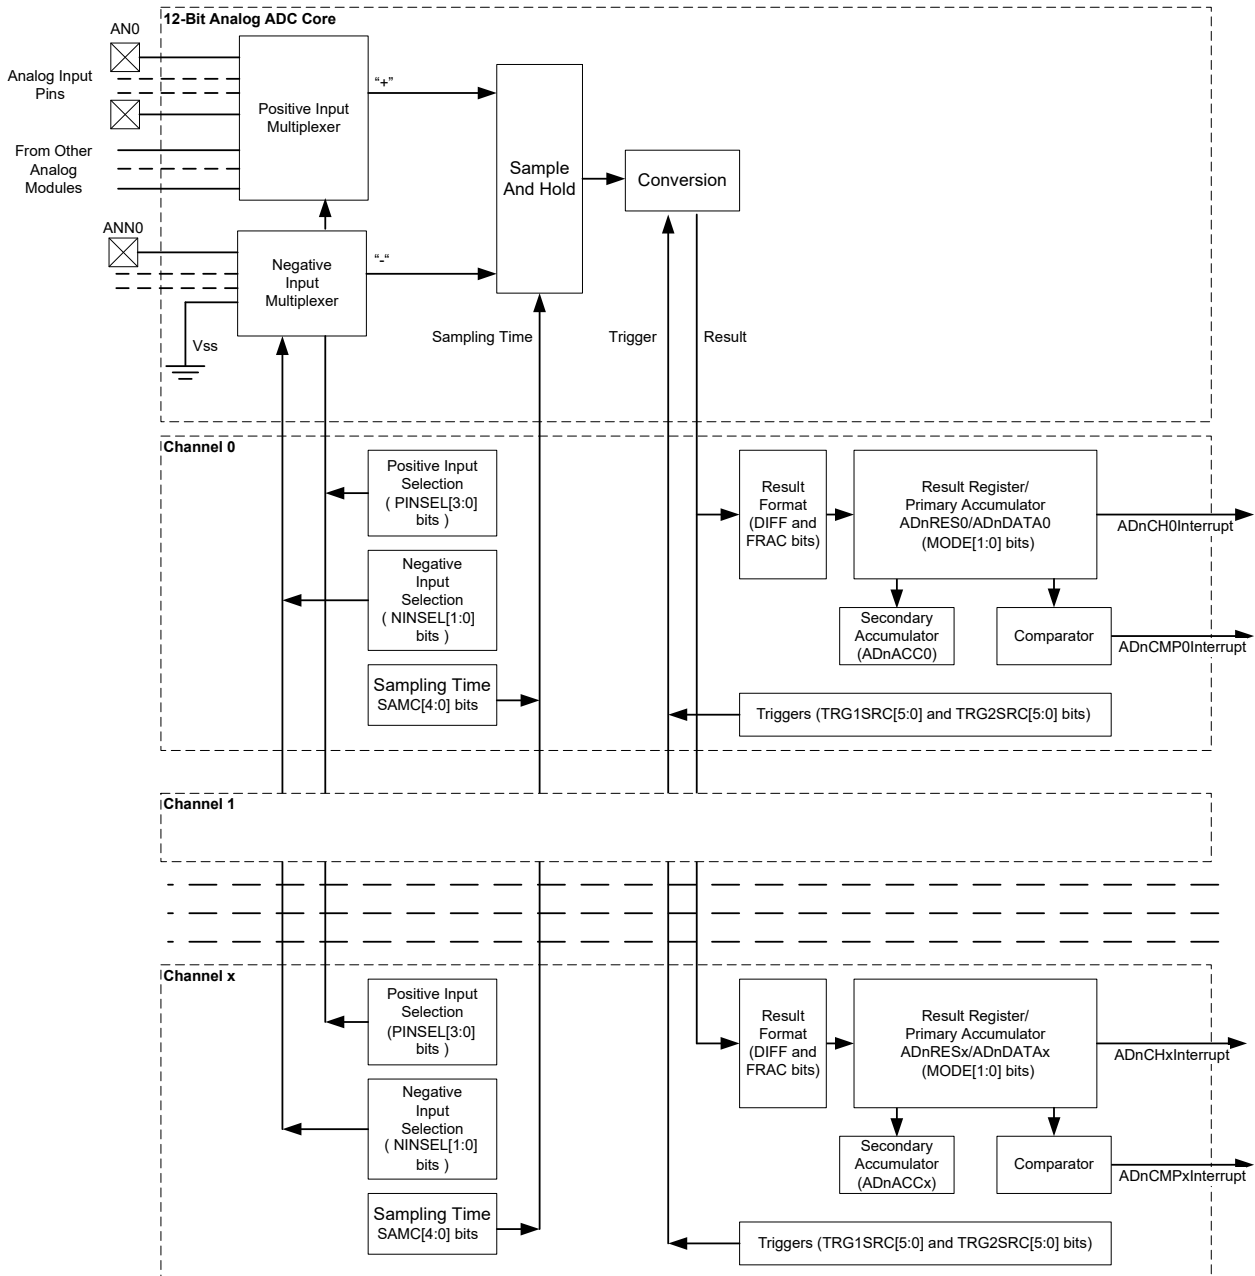 12-Bit Analog ADC Core
AN0
Analog Input
Pins
"+"
Positive Input
Multiplexer
From Other
Analog
Modules
Sample
And Hold
Conversion
ANN0
"-"
Negative
Input
Multiplexer
Vss
Sampling Time
Trigger
Result
Channel 0
Positive Input
Selection
( PINSEL[3:0]
bits )
Negative
Input
Selection
( NINSEL[1:0]
bits )
Sampling Time
SAMC[4:0] bits
Result
Format
(DIFF and
FRAC bits)
Result Register/
Primary Accumulator
ADnRES0/ADnDATA0
(MODE[1:0] bits)
ADnCH0Interrupt
Secondary
Accumulator
(ADnACC0)
Comparator
ADnCMP0Interrupt
Triggers (TRG1SRC[5:0] and TRG2SRC[5:0] bits)
Channel 1
Channel x
Positive Input
Selection
(PINSEL[3:0]
bits )
Negative
Input
Selection
( NINSEL[1:0]
bits )
Sampling Time
SAMC[4:0] bits
Result
Format
(DIFF and
FRAC bits)
Result Register/
Primary Accumulator
ADnRESx/ADnDATAx
(MODE[1:0] bits)
ADnCHxInterrupt
Secondary
Accumulator
(ADnACCx)
Comparator
ADnCMPxInterrupt
Triggers (TRG1SRC[5:0] and TRG2SRC[5:0] bits)